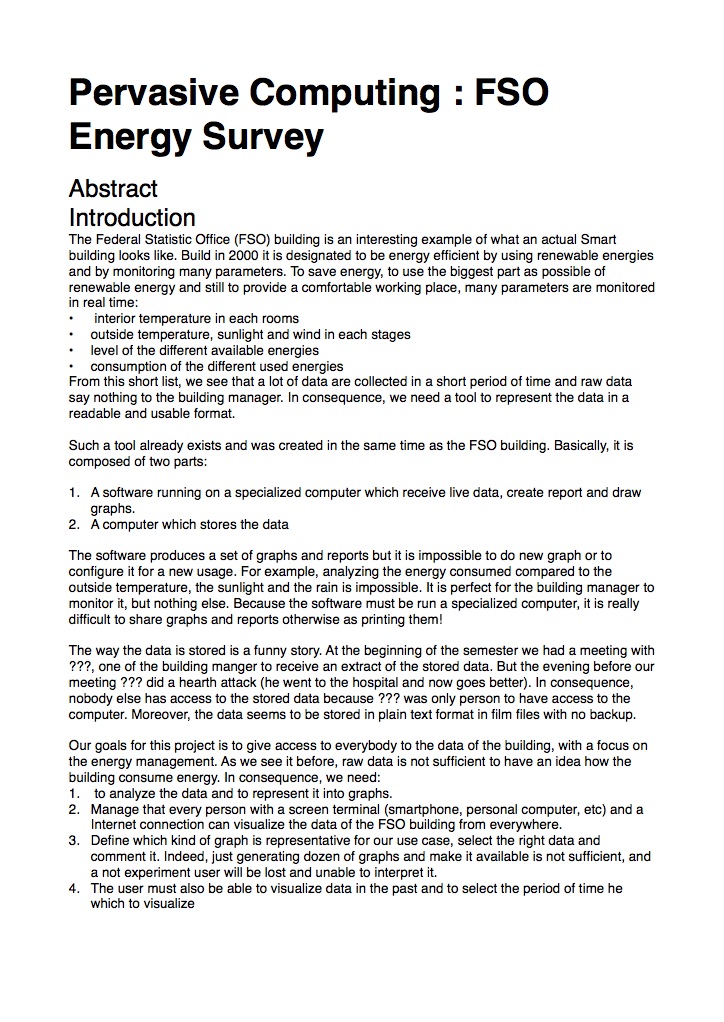 Pervasive Computing : FSO
Energy Survey
Abstract
Introduction
The Federal Statistic Office (FSO) building is an interesting example of what an actual Smart
building looks like. Build in 2000 it is designated to be energy efficient by using renewable energies
and by monitoring many parameters. To save energy, to use the biggest part as possible of
renewable energy and still to provide a comfortable working place, many parameters are monitored
in real time:
• interior temperature in each rooms
• outside temperature, sunlight and wind in each stages
• level of the different available energies
• consumption of the different used energies
From this short list, we see that a lot of data are collected in a short period of time and raw data
say nothing to the building manager. In consequence, we need a tool to represent the data in a
readable and usable format.
Such a tool already exists and was created in the same time as the FSO building. Basically, it is
composed of two parts:
1. A software running on a specialized computer which receive live data, create report and draw
graphs.
2. A computer which stores the data
The software produces a set of graphs and reports but it is impossible to do new graph or to
configure it for a new usage. For example, analyzing the energy consumed compared to the
outside temperature, the sunlight and the rain is impossible. It is perfect for the building manager to
monitor it, but nothing else. Because the software must be run a specialized computer, it is really
difficult to share graphs and reports otherwise as printing them!
The way the data is stored is a funny story. At the beginning of the semester we had a meeting with
???, one of the building manger to receive an extract of the stored data. But the evening before our
meeting ??? did a hearth attack (he went to the hospital and now goes better). In consequence,
nobody else has access to the stored data because ??? was only person to have access to the
computer. Moreover, the data seems to be stored in plain text format in film files with no backup.
Our goals for this project is to give access to everybody to the data of the building, with a focus on
the energy management. As we see it before, raw data is not sufficient to have an idea how the
building consume energy. In consequence, we need:
1. to analyze the data and to represent it into graphs.
2. Manage that every person with a screen terminal (smartphone, personal computer, etc) and a
Internet connection can visualize the data of the FSO building from everywhere.
3. Define which kind of graph is representative for our use case, select the right data and
comment it. Indeed, just generating dozen of graphs and make it available is not sufficient, and
a not experiment user will be lost and unable to interpret it.
4. The user must also be able to visualize data in the past and to select the period of time he
which to visualize